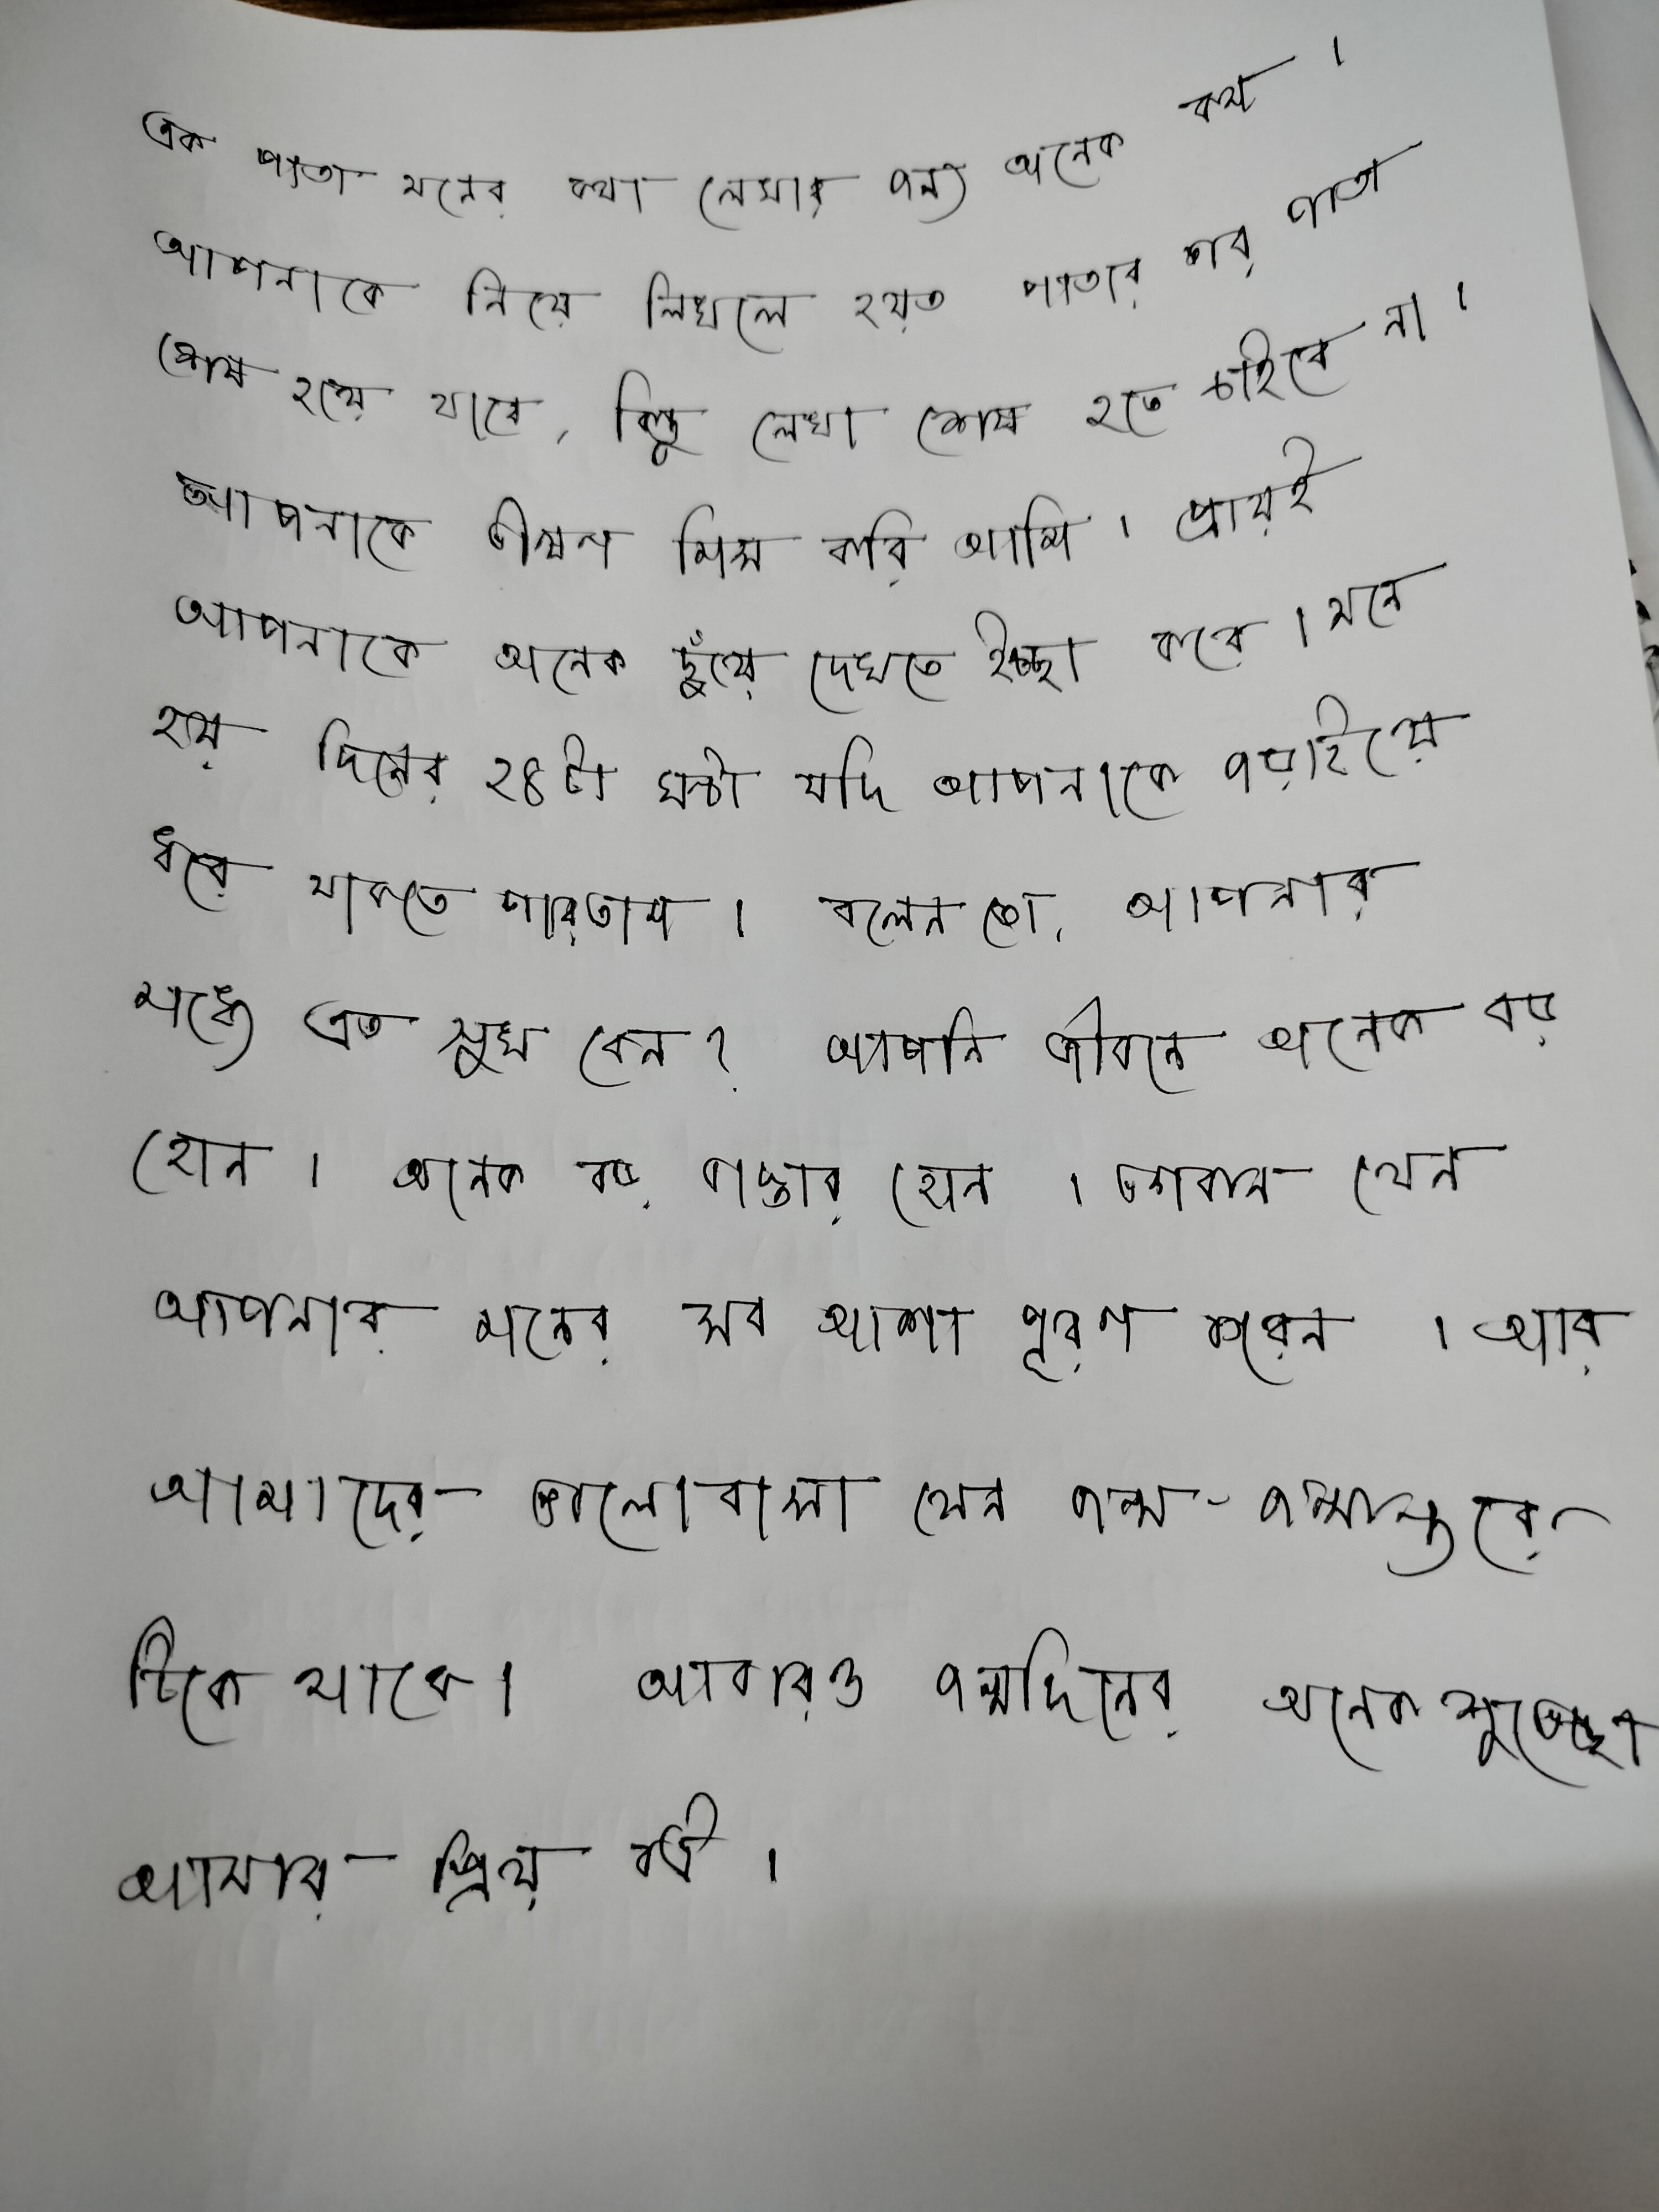 এক পাতা মনের কথা লেখার জন্য অনেক কম ।
আপনাকে নিয়ে লিখলে হয়ত পাতার পর পাতা
শেষ হয়ে যাবে, কিন্তু লেখা শেষ হতে চাইবে না ।
আপনাকে ভীষণ মিস করি আমি । প্রায়ই
আপনাকে অনেক ছুঁয়ে দেখতে ইচ্ছা করে । মনে
হয় দিনের ২৪টা ঘন্টা যদি আপনাকে জড়াইয়ে
ধরে থাকতে পারতাম । বলেন তো, আপনার
মধ্যে এত সুখ কেন ? আপনি জীবনে অনেক বড়
হোন । অনেক বড় ডাক্তার হোন । ভগবান যেন
আপনার মনের সব আশা পূরণ করেন । আর
আমাদের ভালোবাসা যেন জন্ম-জন্মান্তরে
টিকে থাকে । আবারও জন্মদিনের অনেক শুভেচ্ছা
আমার প্রিয়